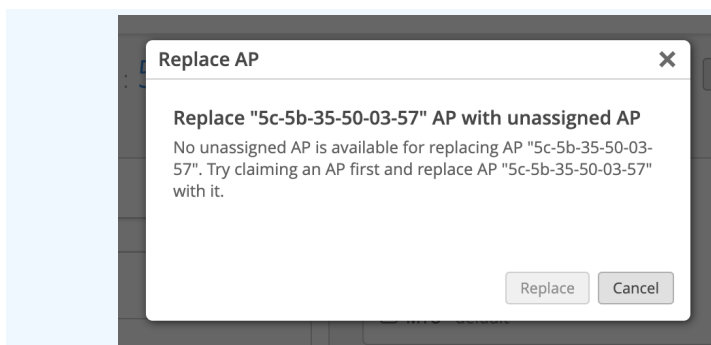 Replace AP
Replace "5c-5b-35-50-03-57" AP with unassigned AP
No unassigned AP is available for replacing AP "5c-5b-35-50-03-
57". Try claiming an AP first and replace AP "5c-5b-35-50-03-57"
with it.
Replace
Cancel